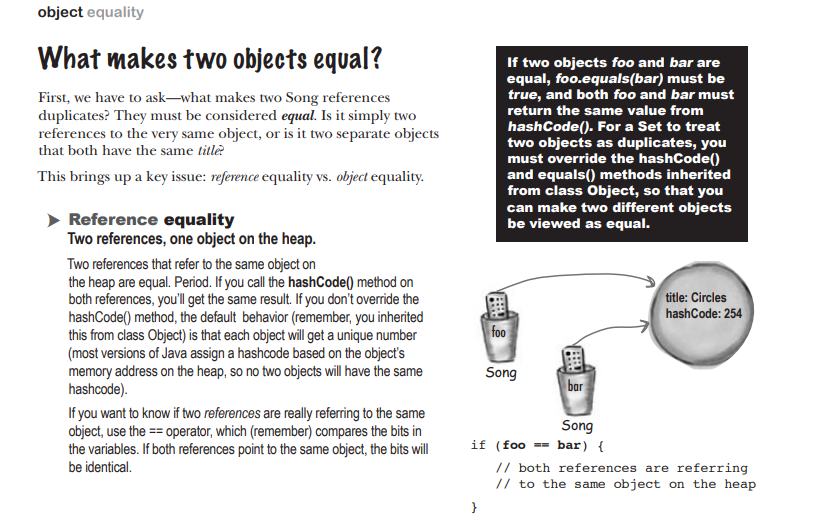 object equality
What makes two objects equal?
First, we have to ask—what makes two Song references
duplicates? They must be considered equal. Is it simply two
references to the very same object, or is it two separate objects
that both have the same title?
This brings up a key issue: reference equality vs. object equality.
Reference equality
Two references, one object on the heap.
Two references that refer to the same object on
the heap are equal. Period. If you call the hashCode() method on
both references, you’ll get the same result. If you don’t override the
hashCode() method, the default behavior (remember, you inherited
this from class Object) is that each object will get a unique number
(most versions of Java assign a hashcode based on the object’s
memory address on the heap, so no two objects will have the same
hashcode).
If you want to know if two references are really referring to the same
object, use the == operator, which (remember) compares the bits in
the variables. If both references point to the same object, the bits will
be identical.
If two objects foo and bar are
equal, foo.equals(bar) must be
true, and both foo and bar must
return the same value from
hashCode(). For a Set to treat
two objects as duplicates, you
must override the hashCode()
and equals() methods inherited
from class Object, so that you
can make two different objects
be viewed as equal.
title: Circles
hashCode: 254
foo
Song
bar
Song
if (foo == bar) {
// both references are referring
// to the same object on the heap
}